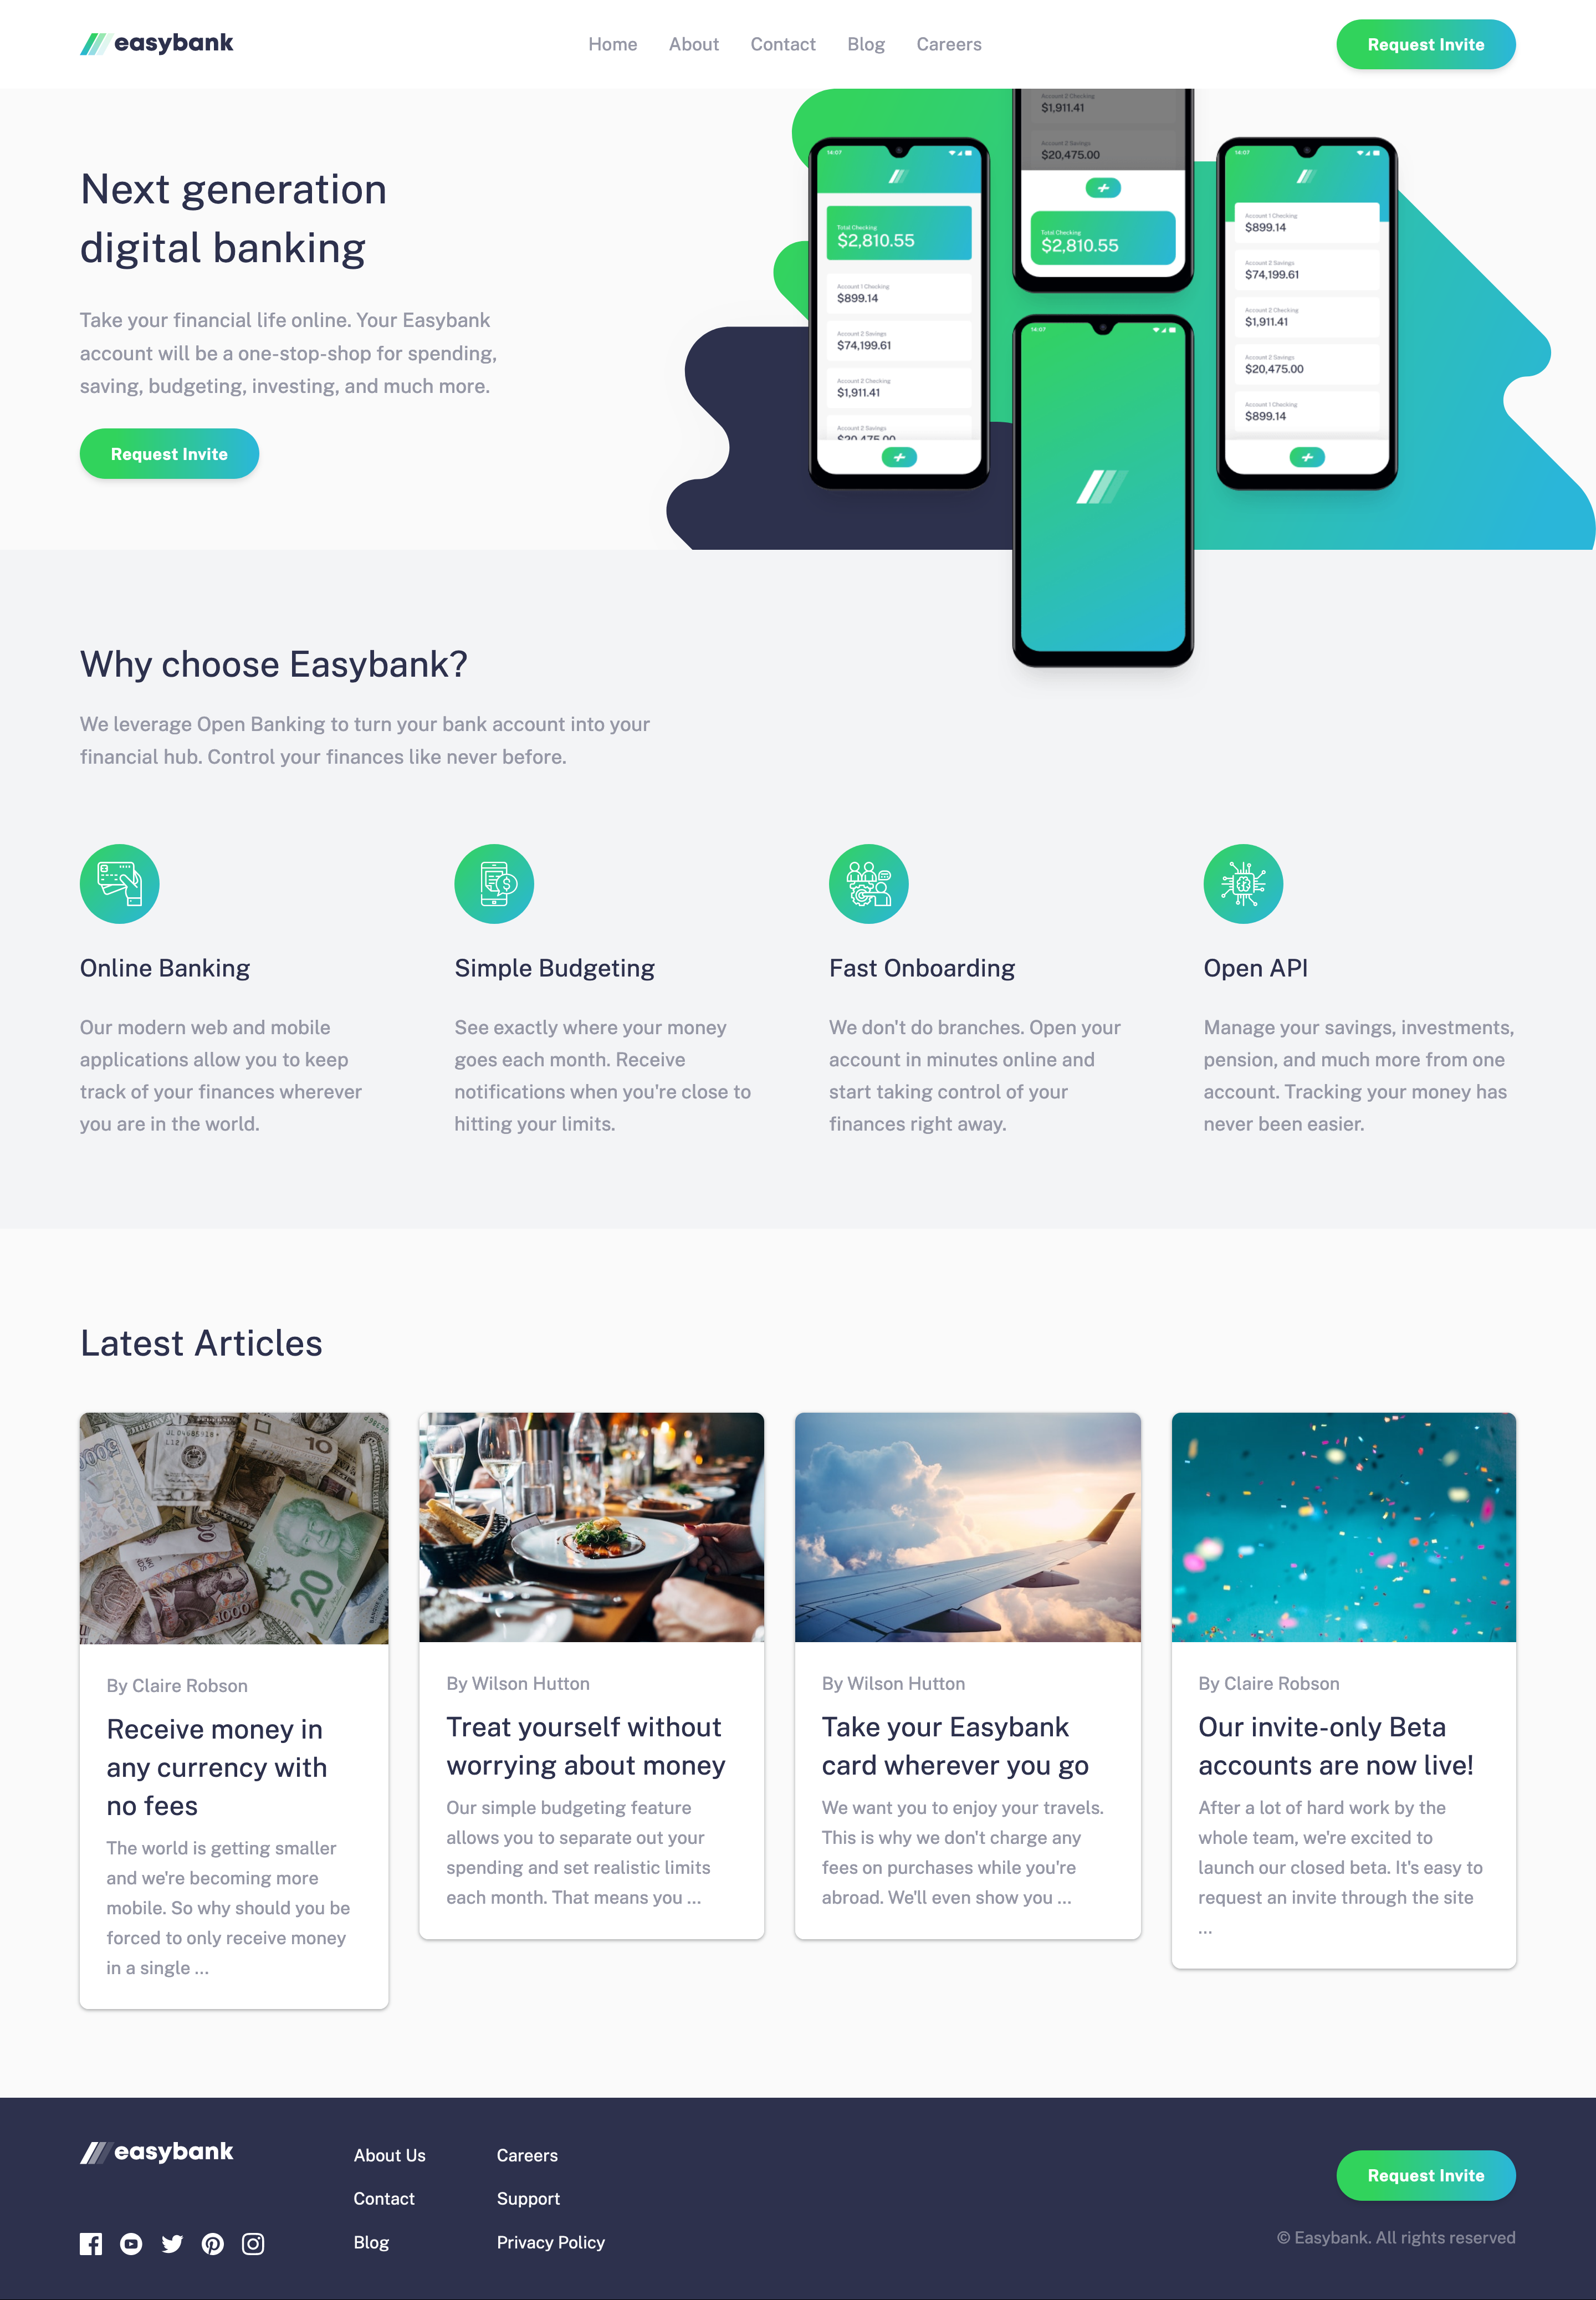 easybank
Home About Contact Blog Careers
Request Invite
Next generation
digital banking
Take your financial life online. Your Easybank
account will be a one-stop-shop for spending,
saving, budgeting, investing, and much more.
Request Invite
14:07
Total Checking
$2,810.55
Account 1 Checking
$899.14
Account 2 Savings
$74,199.61
Account 2 Checking
$1,911.41
Account 2 Savings
$20,475.00
Account 2 Checking
$1,911.41
Account 2 Savings
$20,475.00
Total Checking
$2,810.55
14:07
14:07
Account 1 Checking
$899.14
Account 2 Savings
$74,199.61
Account 2 Checking
$1,911.41
Account 2 Savings
$20,475.00
Account 1 Checking
$899.14
Why choose Easybank?
We leverage Open Banking to turn your bank account into your
financial hub. Control your finances like never before.
Online Banking
Our modern web and mobile
applications allow you to keep
track of your finances wherever
you are in the world.
Simple Budgeting
See exactly where your money
goes each month. Receive
notifications when you're close to
hitting your limits.
Fast Onboarding
We don't do branches. Open your
account in minutes online and
start taking control of your
finances right away.
Open API
Manage your savings, investments,
pension, and much more from one
account. Tracking your money has
never been easier.
Latest Articles
10
20
1000
By Claire Robson
Receive money in
any currency with
no fees
The world is getting smaller
and we're becoming more
mobile. So why should you be
forced to only receive money
in a single ...
By Wilson Hutton
Treat yourself without
worrying about money
Our simple budgeting feature
allows you to separate out your
spending and set realistic limits
each month. That means you ...
By Wilson Hutton
Take your Easybank
card wherever you go
We want you to enjoy your travels.
This is why we don't charge any
fees on purchases while you're
abroad. We'll even show you ...
By Claire Robson
Our invite-only Beta
accounts are now live!
After a lot of hard work by the
whole team, we're excited to
launch our closed beta. It's easy to
request an invite through the site
...
easybank
About Us
Contact
Blog
Careers
Support
Privacy Policy
Request Invite
© Easybank. All rights reserved